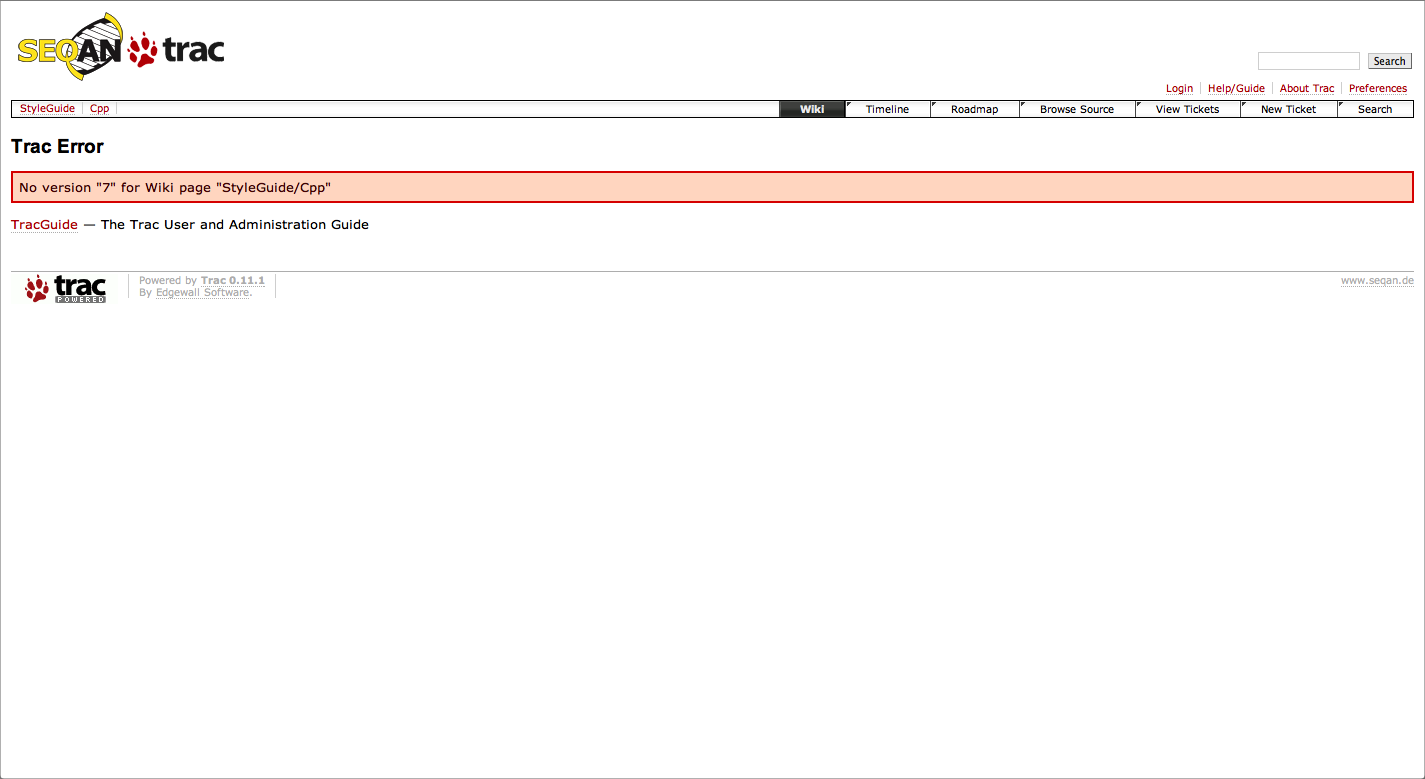 SEQAN trac
Search
Login Help/Guide About Trac Preferences
StyleGuide Cpp Wiki Timeline Roadmap Browse Source View Tickets New Ticket Search
Trac Error
No version "7" for Wiki page "StyleGuide/Cpp"
TracGuide — The Trac User and Administration Guide
trac POWERED
Powered by Trac 0.11.1
By Edgewall Software.
www.seqan.de